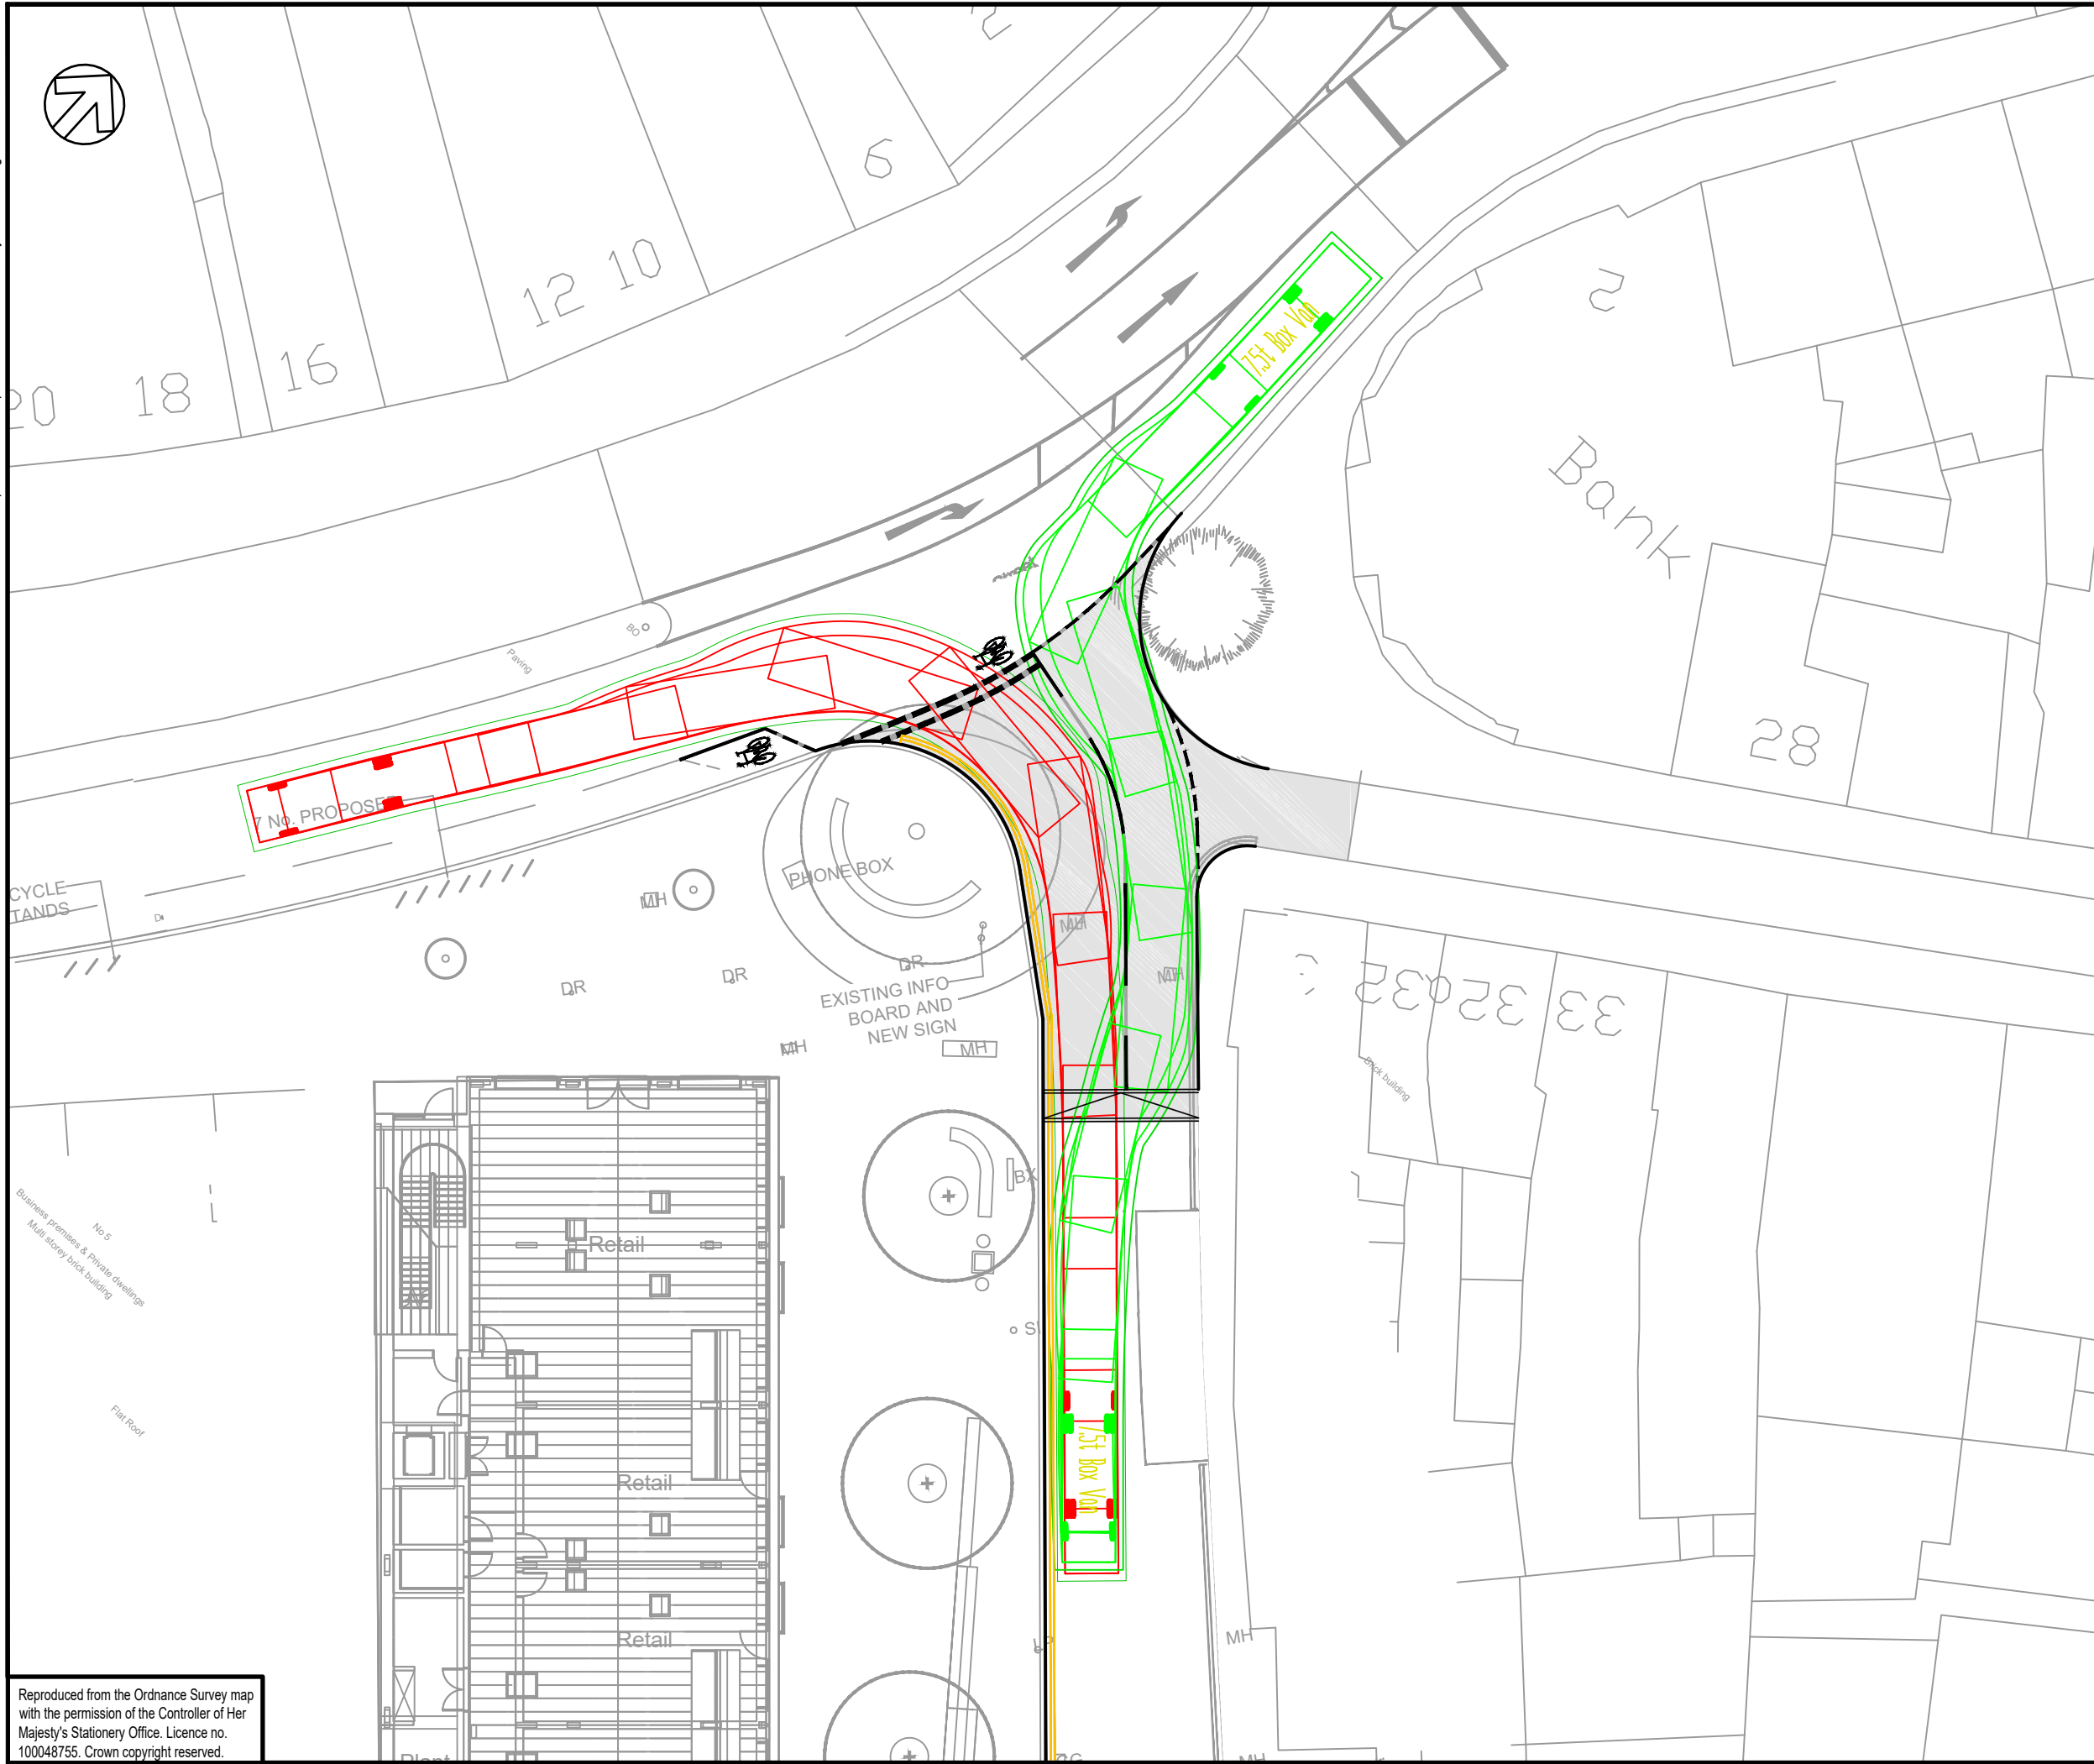 6
12 10
16
18
20
Bank
28
7.5t Box Van
BO
Paving
7 No. PROPOSED
CYCLE
STANDS
PHONE BOX
MH
MH
MH
DR
DR
DR
EXISTING INFO
BOARD AND
NEW SIGN
MH
MH
33
32
Brick building
BX
Retail
No 5
Business premises & Private dwellings
Multi storey brick building
Flat Roof
7.5t Box Van
Retail
Retail
LP
MH
MH
Plant
Reproduced from the Ordnance Survey map
with the permission of the Controller of Her
Majesty's Stationery Office. Licence no.
100048755. Crown copyright reserved.